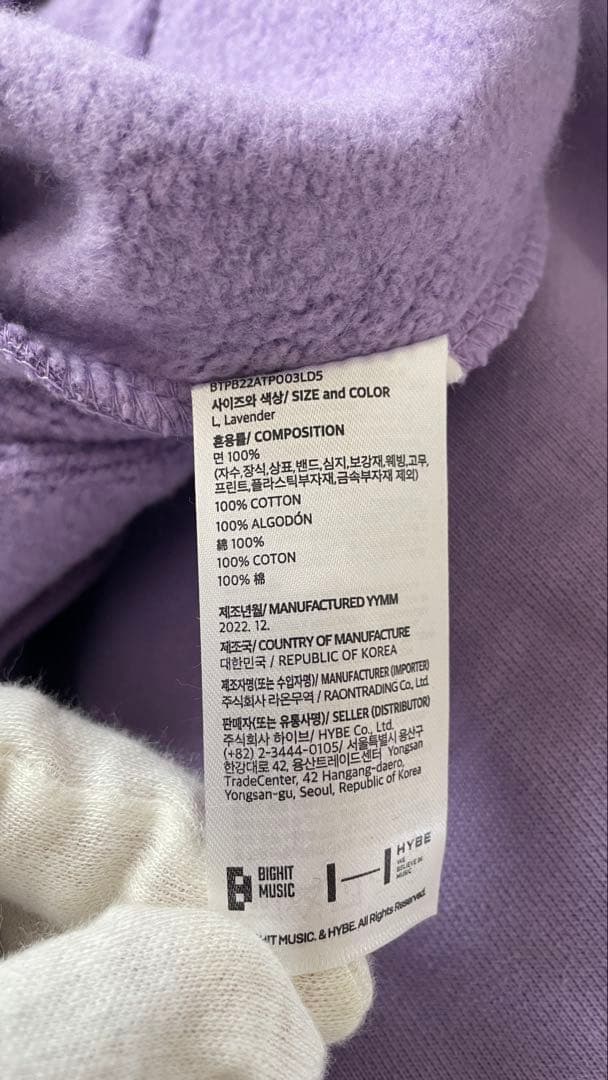 BTPB22ATP003LD5
사이즈와 색상/ SIZE and COLOR
L, Lavender
혼용률/ COMPOSITION
면 100%
(자수,장식,상표,밴드,심지,보강재,웨빙,고무,
프린트,플라스틱부자재,금속부자재 제외)
100% COTTON
100% ALGODÓN
綿 100%
100% COTON
100% 棉
제조년월/ MANUFACTURED YYMM
2022. 12.
제조국/ COUNTRY OF MANUFACTURE
대한민국 / REPUBLIC OF KOREA
제조자명(또는 수입자명)/ MANUFACTURER (IMPORTER)
주식회사 라온무역 / RAONTRADING Co., Ltd.
판매자(또는 유통사명)/ SELLER (DISTRIBUTOR)
주식회사 하이브/ HYBE Co., Ltd.
(+82) 2-3444-0105/ 서울특별시 용산구
한강대로 42, 용산트레이드센터 Yongsan
TradeCenter, 42 Hangang-daero,
Yongsan-gu, Seoul, Republic of Korea
BIGHIT
MUSIC
HYBE
WE
BELIEVE IN
MUSIC
MUSIC. & HYBE. All Rights Reserved.